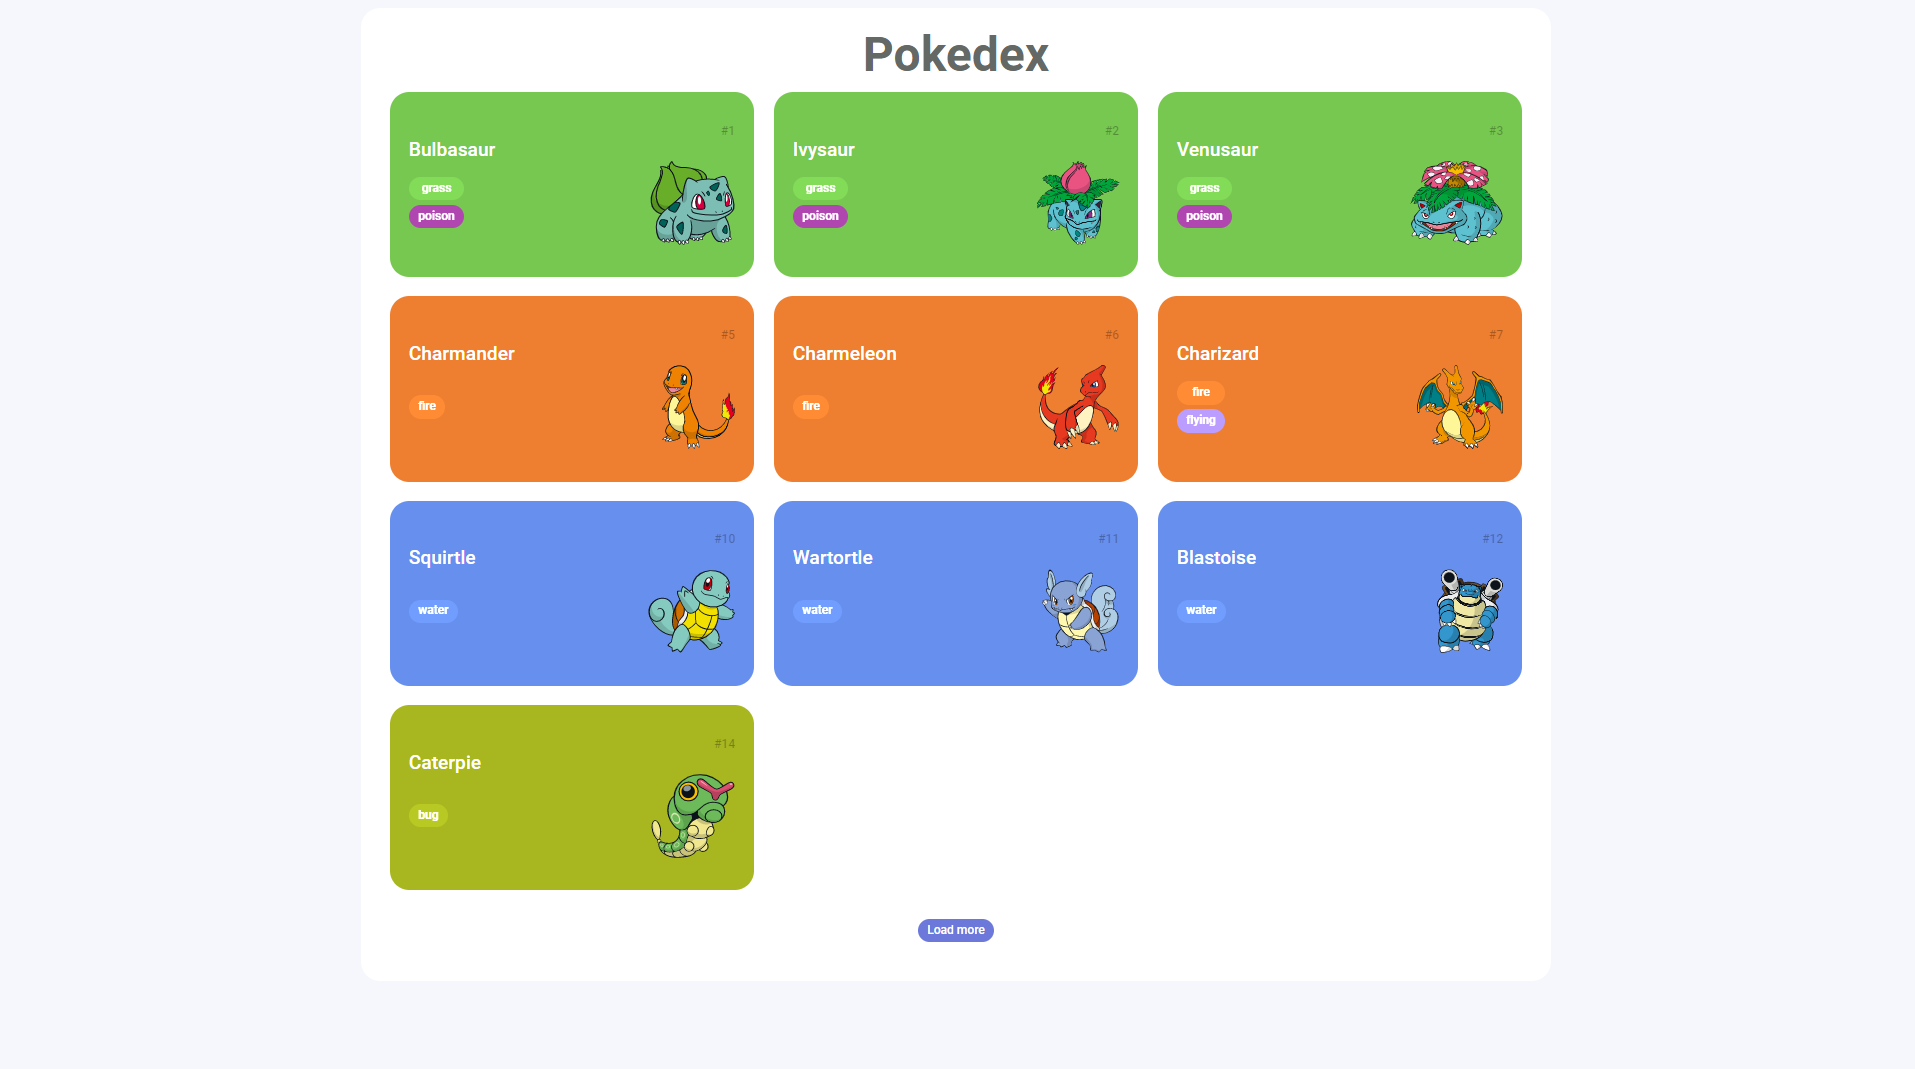 Pokedex
#1
Bulbasaur
grass
poison
#2
Ivysaur
grass
poison
#3
Venusaur
grass
poison
#5
Charmander
fire
#6
Charmeleon
fire
#7
Charizard
fire
flying
#10
Squirtle
water
#11
Wartortle
water
#12
Blastoise
water
#14
Caterpie
bug
Load more